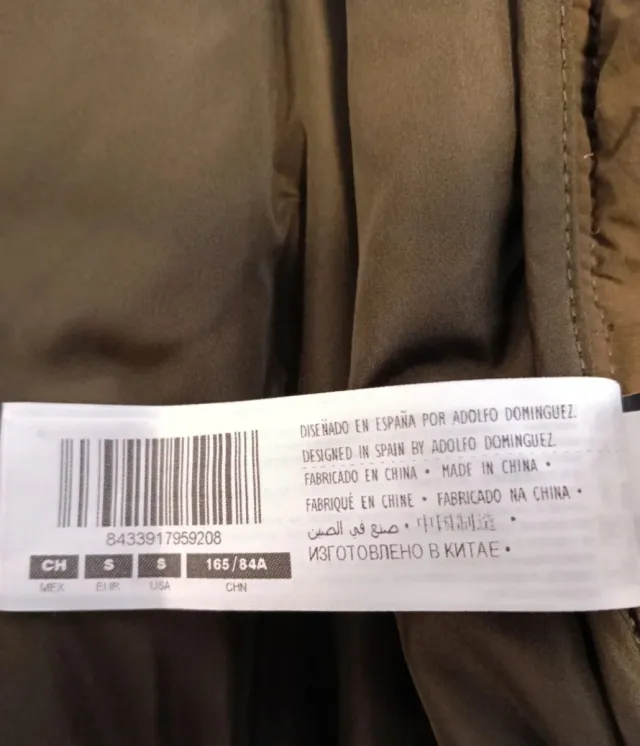 8433917959208
CH S S 165/84A
MEX EUR USA CHN
DISEÑADO EN ESPAÑA POR ADOLFO DOMINGUEZ.
DESIGNED IN SPAIN BY ADOLFO DOMINGUEZ.
FABRICADO EN CHINA • MADE IN CHINA •
FABRIQUÉ EN CHINE • FABRICADO NA CHINA •
صنع في الصين • 中国制造 •
ИЗГОТОВЛЕНО В КИТАЕ •